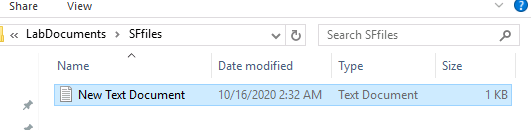 Share View
LabDocuments > SFfiles Search SFfiles
Name Date modified Type Size
New Text Document 10/16/2020 2:32 AM Text Document 1 KB